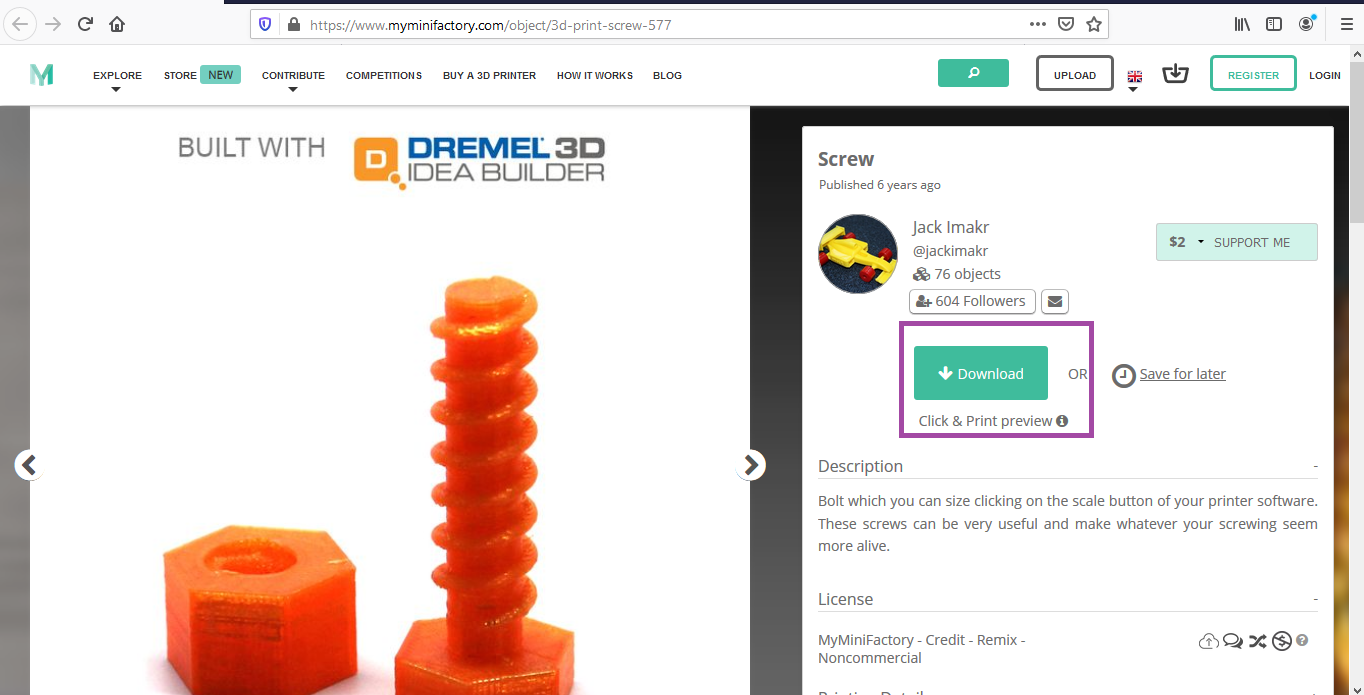 https://www.myminifactory.com/object/3d-print-screw-577
EXPLORE
STORE NEW
CONTRIBUTE
COMPETITIONS
BUY A 3D PRINTER
HOW IT WORKS
BLOG
UPLOAD
REGISTER
LOGIN
BUILT WITH
D
DREMEL 3D
IDEA BUILDER
Screw
Published 6 years ago
Jack Imakr
@jackimakr
76 objects
604 Followers
$2 SUPPORT ME
Download
OR
Save for later
Click & Print preview
Description
-
Bolt which you can size clicking on the scale button of your printer software.
These screws can be very useful and make whatever your screwing seem
more alive.
License
-
MyMiniFactory - Credit - Remix -
Noncommercial